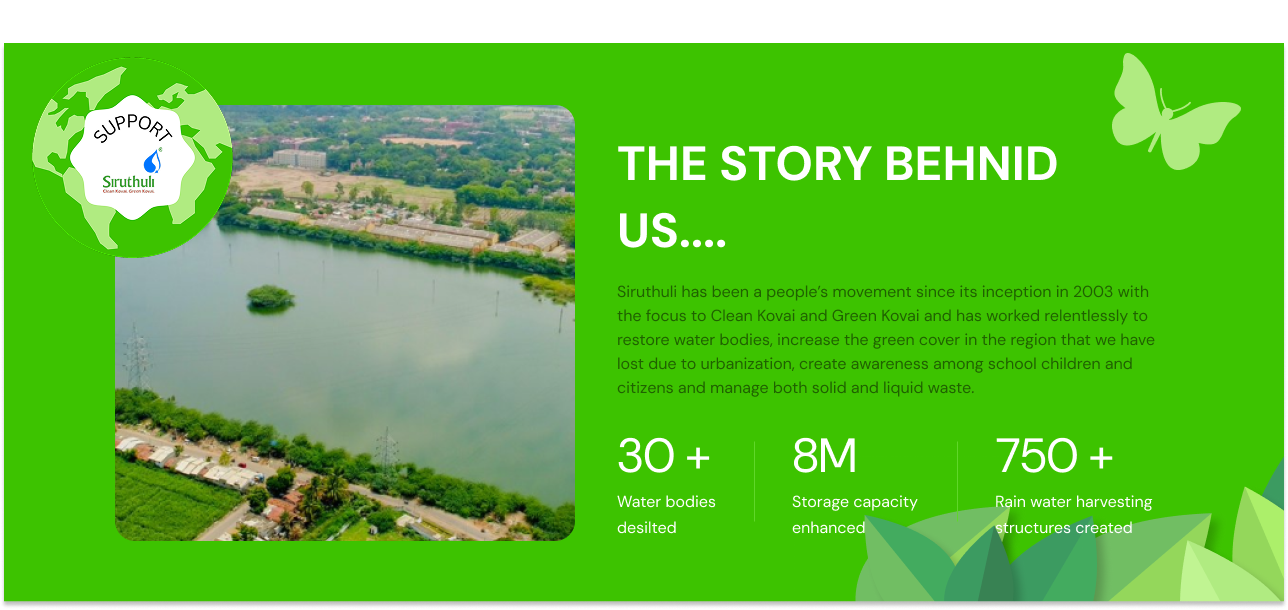 SUPPORT
Siruthuli
Clean Kovai. Green Kovai.
THE STORY BEHNID
US....
Siruthuli has been a people’s movement since its inception in 2003 with
the focus to Clean Kovai and Green Kovai and has worked relentlessly to
restore water bodies, increase the green cover in the region that we have
lost due to urbanization, create awareness among school children and
citizens and manage both solid and liquid waste.
30 +
Water bodies
desilted
8M
Storage capacity
enhanced
750 +
Rain water harvesting
structures created